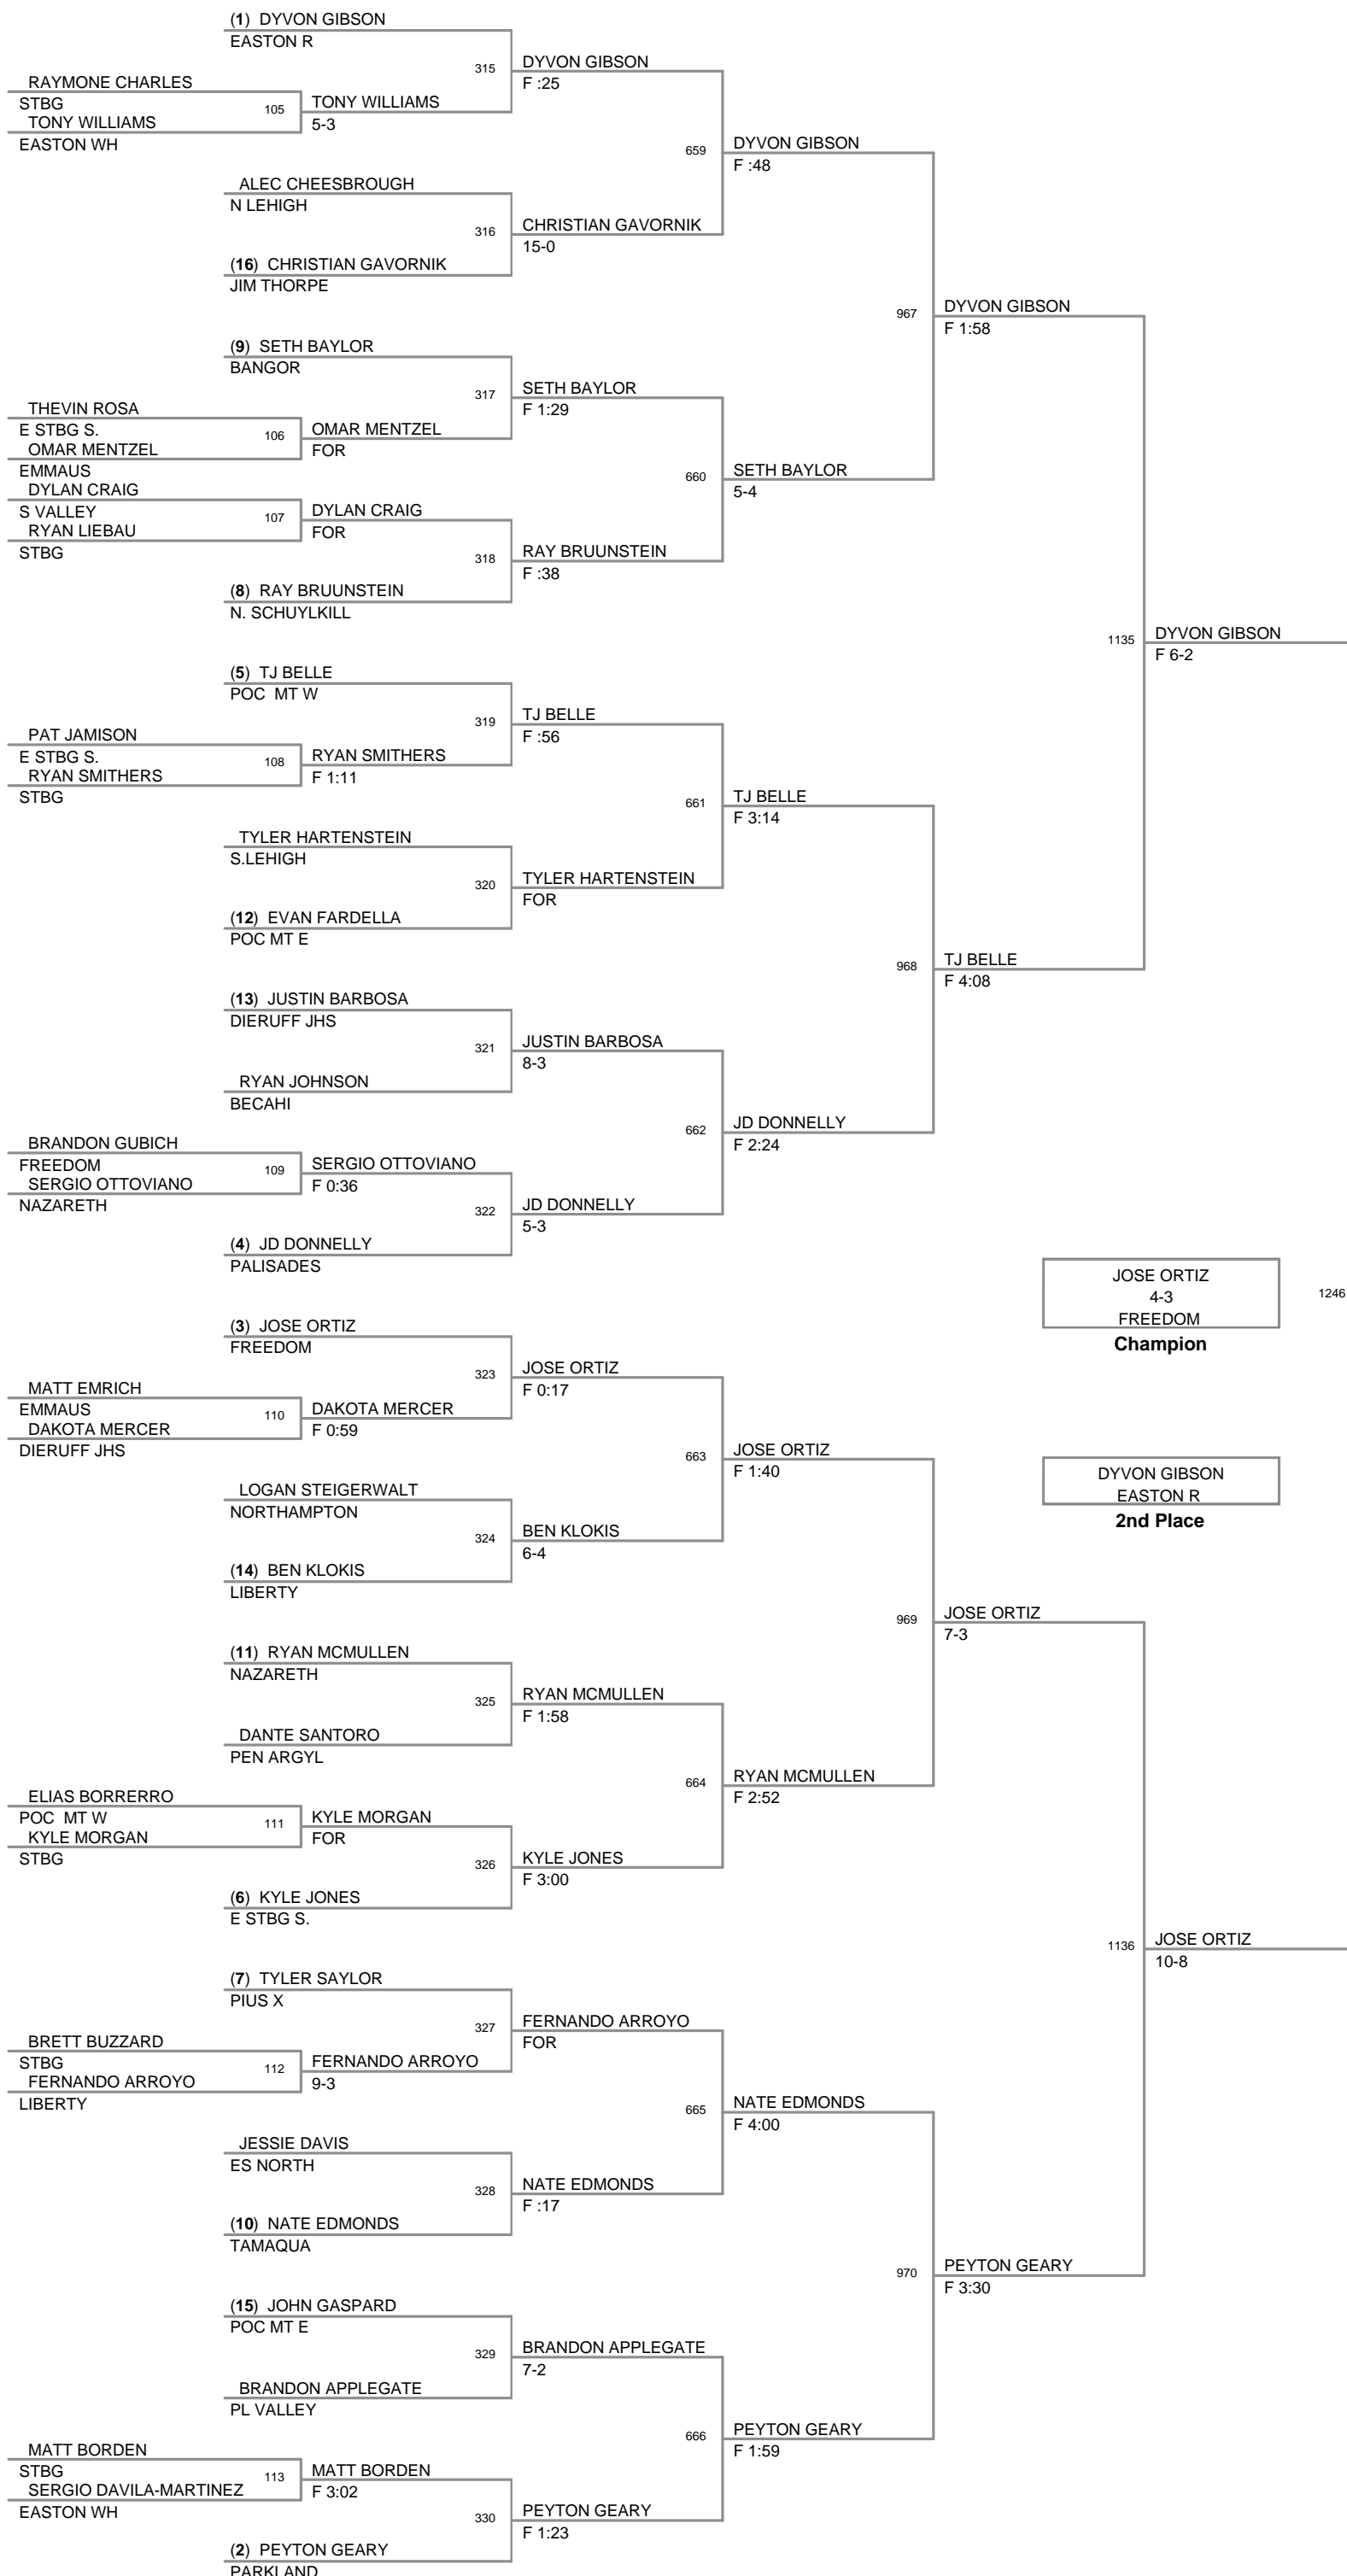 (1) DYVON GIBSON
EASTON R
315
DYVON GIBSON
F :25
RAYMONE CHARLES
STBG
105
TONY WILLIAMS
5-3
TONY WILLIAMS
EASTON WH
659
DYVON GIBSON
F :48
ALEC CHEESBROUGH
N LEHIGH
316
CHRISTIAN GAVORNIK
15-0
(16) CHRISTIAN GAVORNIK
JIM THORPE
967
DYVON GIBSON
F 1:58
(9) SETH BAYLOR
BANGOR
317
SETH BAYLOR
F 1:29
THEVIN ROSA
E STBG S.
106
OMAR MENTZEL
FOR
OMAR MENTZEL
EMMAUS
660
SETH BAYLOR
5-4
DYLAN CRAIG
S VALLEY
107
DYLAN CRAIG
FOR
RYAN LIEBAU
STBG
318
RAY BRUUNSTEIN
F :38
(8) RAY BRUUNSTEIN
N. SCHUYLKILL
1135
DYVON GIBSON
F 6-2
(5) TJ BELLE
POC  MT W
319
TJ BELLE
F :56
PAT JAMISON
E STBG S.
108
RYAN SMITHERS
F 1:11
RYAN SMITHERS
STBG
661
TJ BELLE
F 3:14
TYLER HARTENSTEIN
S.LEHIGH
320
TYLER HARTENSTEIN
FOR
(12) EVAN FARDELLA
POC MT E
968
TJ BELLE
F 4:08
(13) JUSTIN BARBOSA
DIERUFF JHS
321
JUSTIN BARBOSA
8-3
RYAN JOHNSON
BECAHI
662
JD DONNELLY
F 2:24
BRANDON GUBICH
FREEDOM
109
SERGIO OTTOVIANO
F 0:36
SERGIO OTTOVIANO
NAZARETH
322
JD DONNELLY
5-3
(4) JD DONNELLY
PALISADES
JOSE ORTIZ
4-3
FREEDOM
Champion
1246
(3) JOSE ORTIZ
FREEDOM
323
JOSE ORTIZ
F 0:17
MATT EMRICH
EMMAUS
110
DAKOTA MERCER
F 0:59
DAKOTA MERCER
DIERUFF JHS
663
JOSE ORTIZ
F 1:40
DYVON GIBSON
EASTON R
2nd Place
LOGAN STEIGERWALT
NORTHAMPTON
324
BEN KLOKIS
6-4
(14) BEN KLOKIS
LIBERTY
969
JOSE ORTIZ
7-3
(11) RYAN MCMULLEN
NAZARETH
325
RYAN MCMULLEN
F 1:58
DANTE SANTORO
PEN ARGYL
664
RYAN MCMULLEN
F 2:52
ELIAS BORRERRO
POC  MT W
111
KYLE MORGAN
FOR
KYLE MORGAN
STBG
326
KYLE JONES
F 3:00
(6) KYLE JONES
E STBG S.
1136
JOSE ORTIZ
10-8
(7) TYLER SAYLOR
PIUS X
327
FERNANDO ARROYO
FOR
BRETT BUZZARD
STBG
112
FERNANDO ARROYO
9-3
FERNANDO ARROYO
LIBERTY
665
NATE EDMONDS
F 4:00
JESSIE DAVIS
ES NORTH
328
NATE EDMONDS
F :17
(10) NATE EDMONDS
TAMAQUA
970
PEYTON GEARY
F 3:30
(15) JOHN GASPARD
POC MT E
329
BRANDON APPLEGATE
7-2
BRANDON APPLEGATE
PL VALLEY
666
PEYTON GEARY
F 1:59
MATT BORDEN
STBG
113
MATT BORDEN
F 3:02
SERGIO DAVILA-MARTINEZ
EASTON WH
330
PEYTON GEARY
F 1:23
(2) PEYTON GEARY
PARKLAND